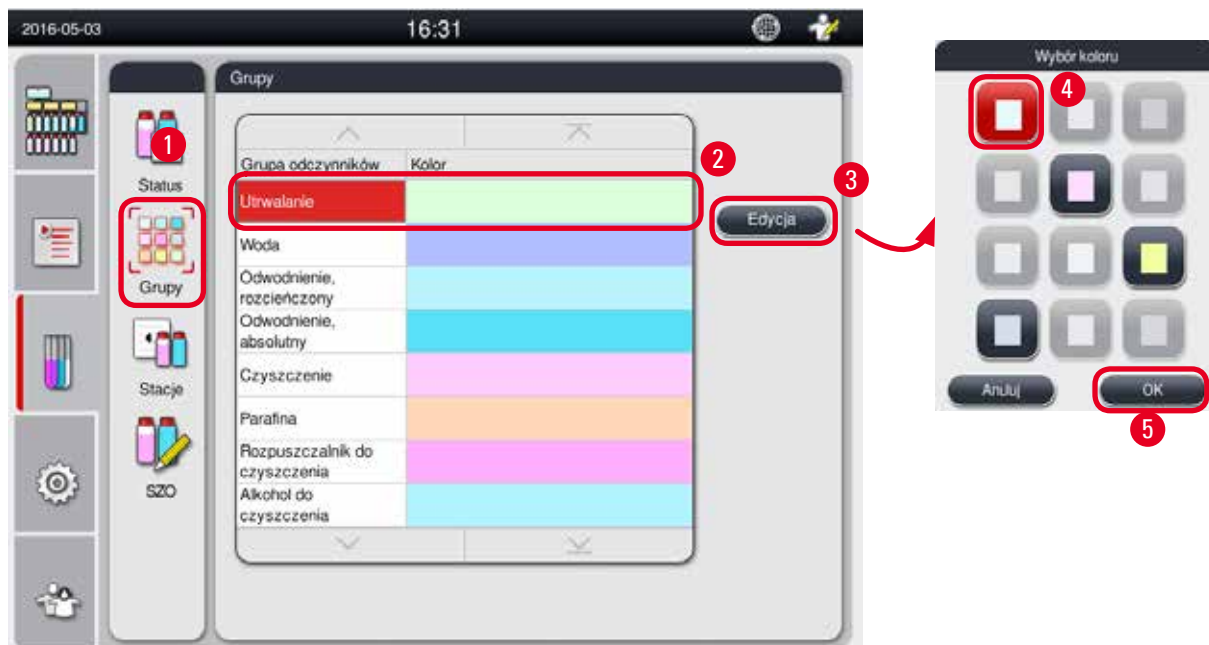 2016-05-03
16:31
Grupy
Wybór koloru
4
1
2
3
5
Status
Grupy
Stacje
SZO
Grupa odczynników Kolor
Utrwalanie
Woda
Odwodnienie,
rozcieńczony
Odwodnienie,
absolutny
Czyszczenie
Parafina
Rozpuszczalnik do
czyszczenia
Alkohol do
czyszczenia
Edycja
Anuluj
OK